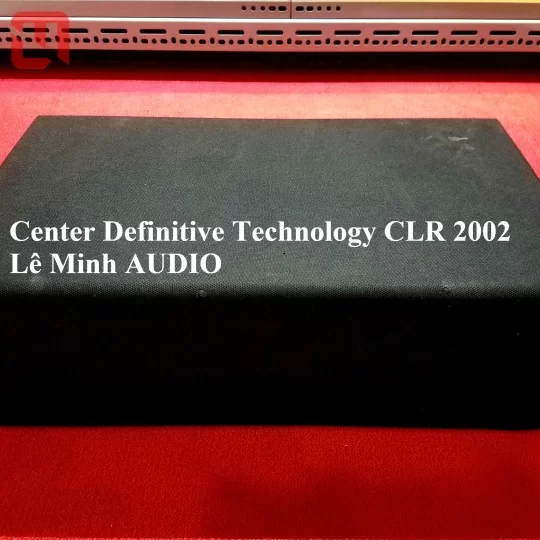 Center Definitive Technology CLR 2002
Lê Minh AUDIO